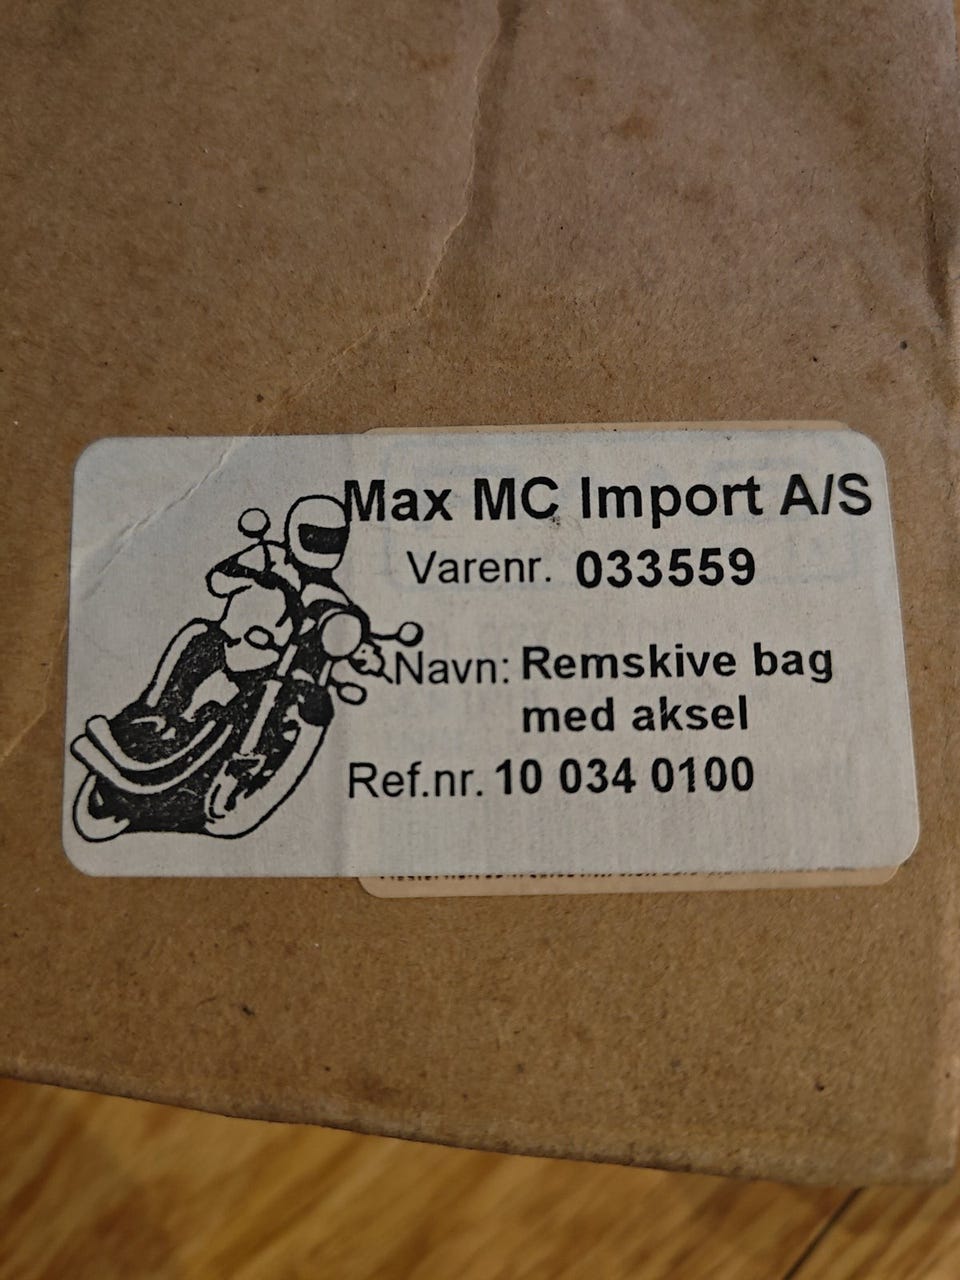 Max MC Import A/S
Varenr. 033559
Navn: Remskive bag
med aksel
Ref.nr. 10 034 0100